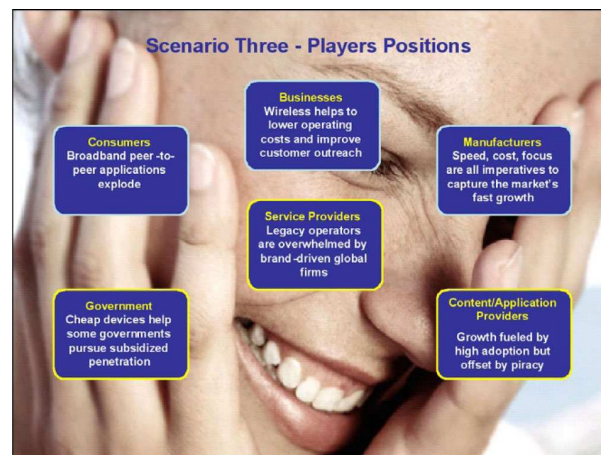 Scenario Three - Players Positions
Businesses
Wireless helps to
lower operating
costs and improve
customer outreach
Consumers
Broadband peer -to-
peer applications
explode
Manufacturers
Speed, cost, focus
are all imperatives to
capture the market's
fast growth
Service Providers
Legacy operators
are overwhelmed by
brand -driven global
firms
Government
Cheap devices help
some governments
pursue subsidized
penetration
Content/Application
Providers
Growth fueled by
high adoption but
offset by piracy